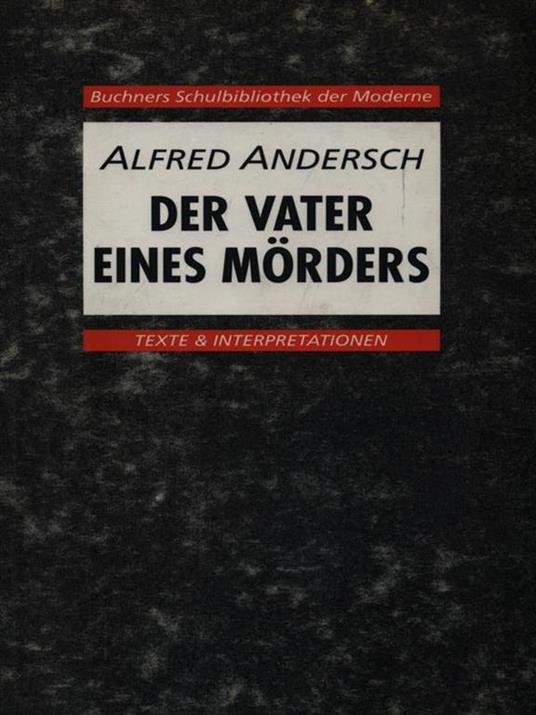 Buchners Schulbibliothek der Moderne
ALFRED ANDERSCH
DER VATER
EINES MÖRDERS
TEXTE & INTERPRETATIONEN